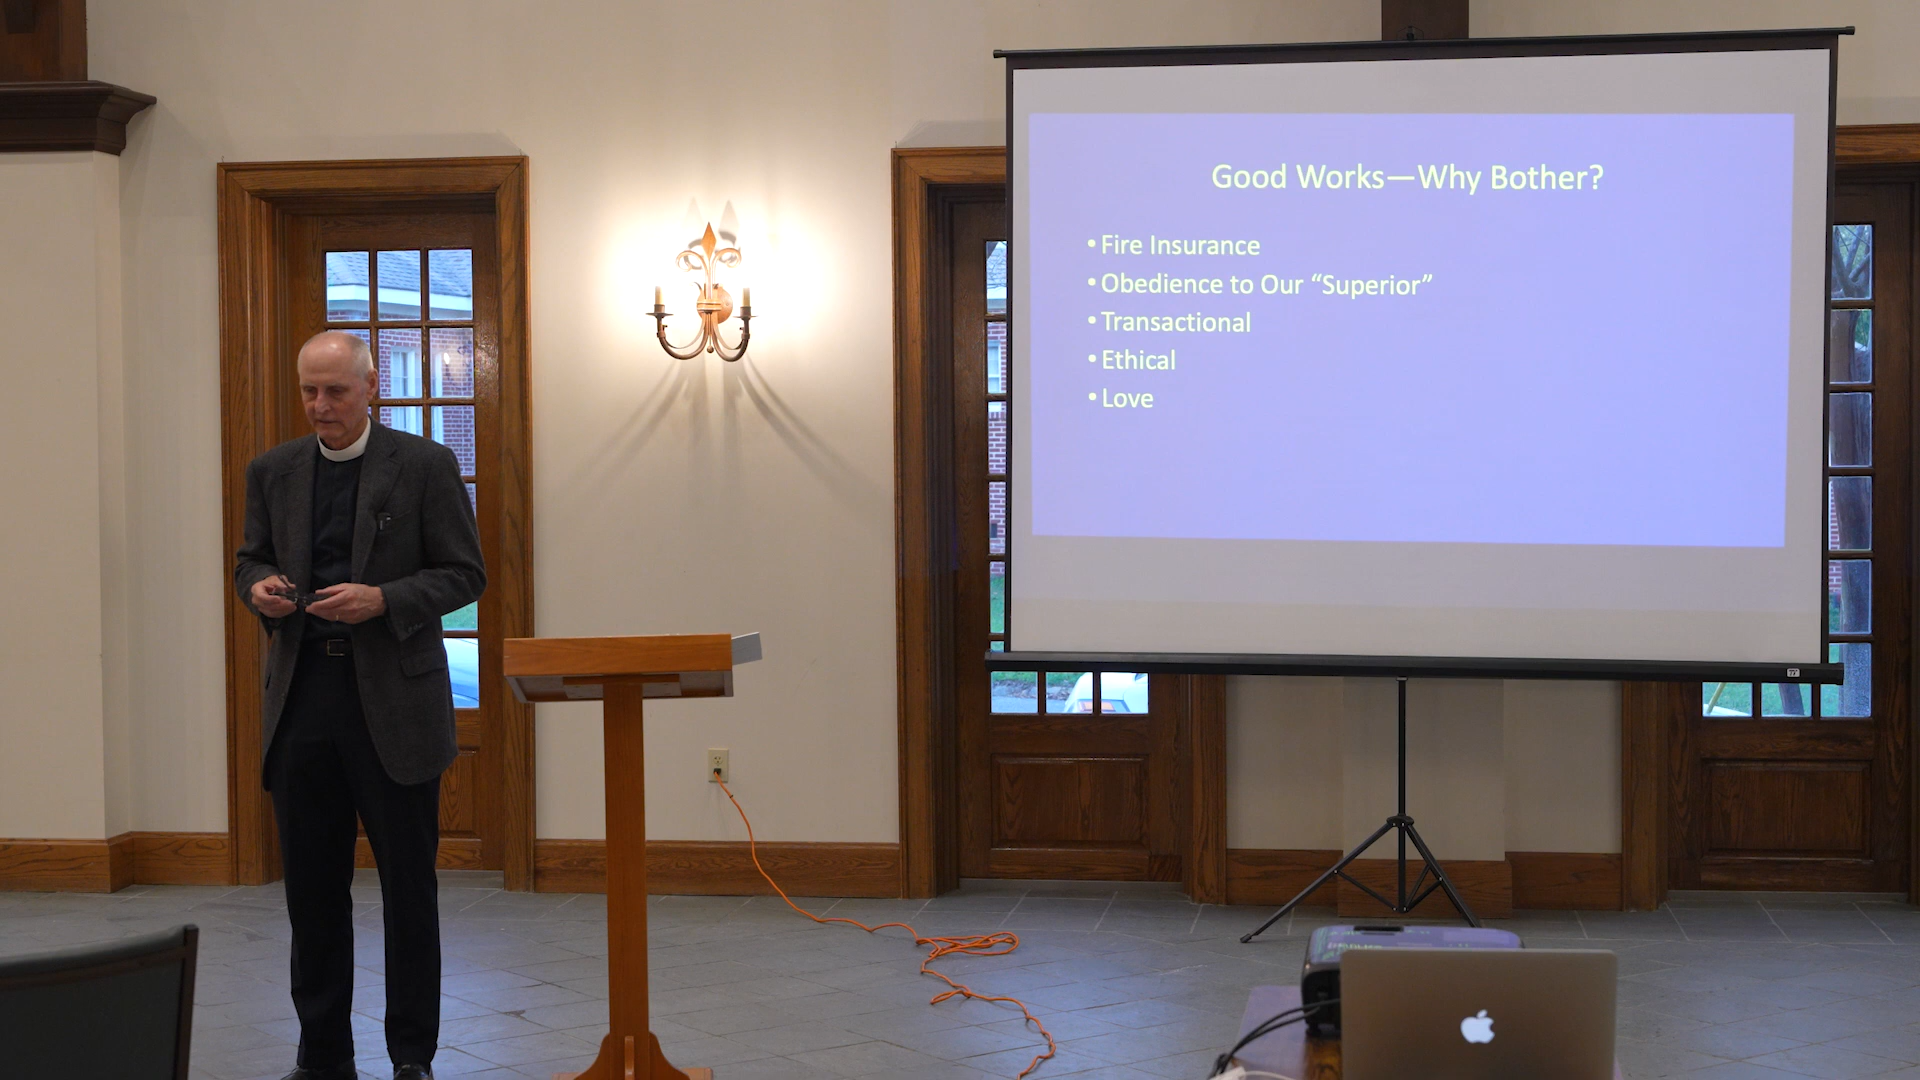 Good Works—Why Bother?
• Fire Insurance
• Obedience to Our “Superior”
• Transactional
• Ethical
• Love